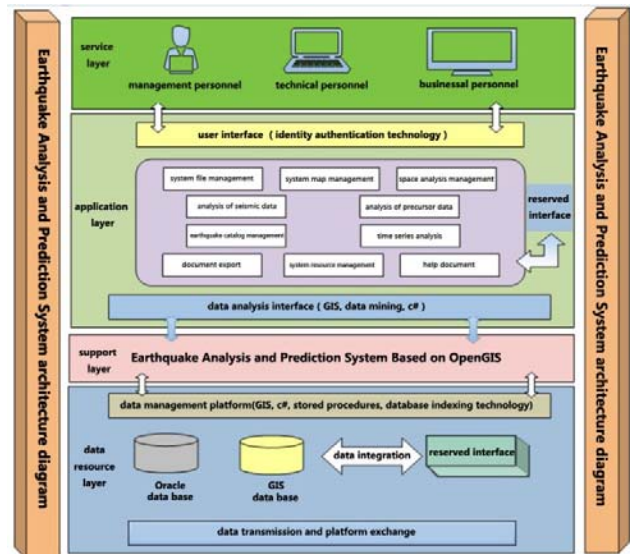 Earthquake Analysis and Prediction System architecture diagram
service
layer
management personnel
technical personnel
businessal personnel
user interface ( identity authentication technology )
application
layer
system file management
system map management
space analysis management
analysis of seismic data
analysis of precursor data
earthquake catalog management
time series analysis
document export
system resource management
help document
reserved
interface
data analysis interface ( GIS, data mining, c# )
support
layer
Earthquake Analysis and Prediction System Based on OpenGIS
data management platform(GIS, c#, stored procedures, database indexing technology)
data
resource
layer
Oracle
data base
GIS
data base
data integration
reserved interface
data transmission and platform exchange
Earthquake Analysis and Prediction System architecture diagram